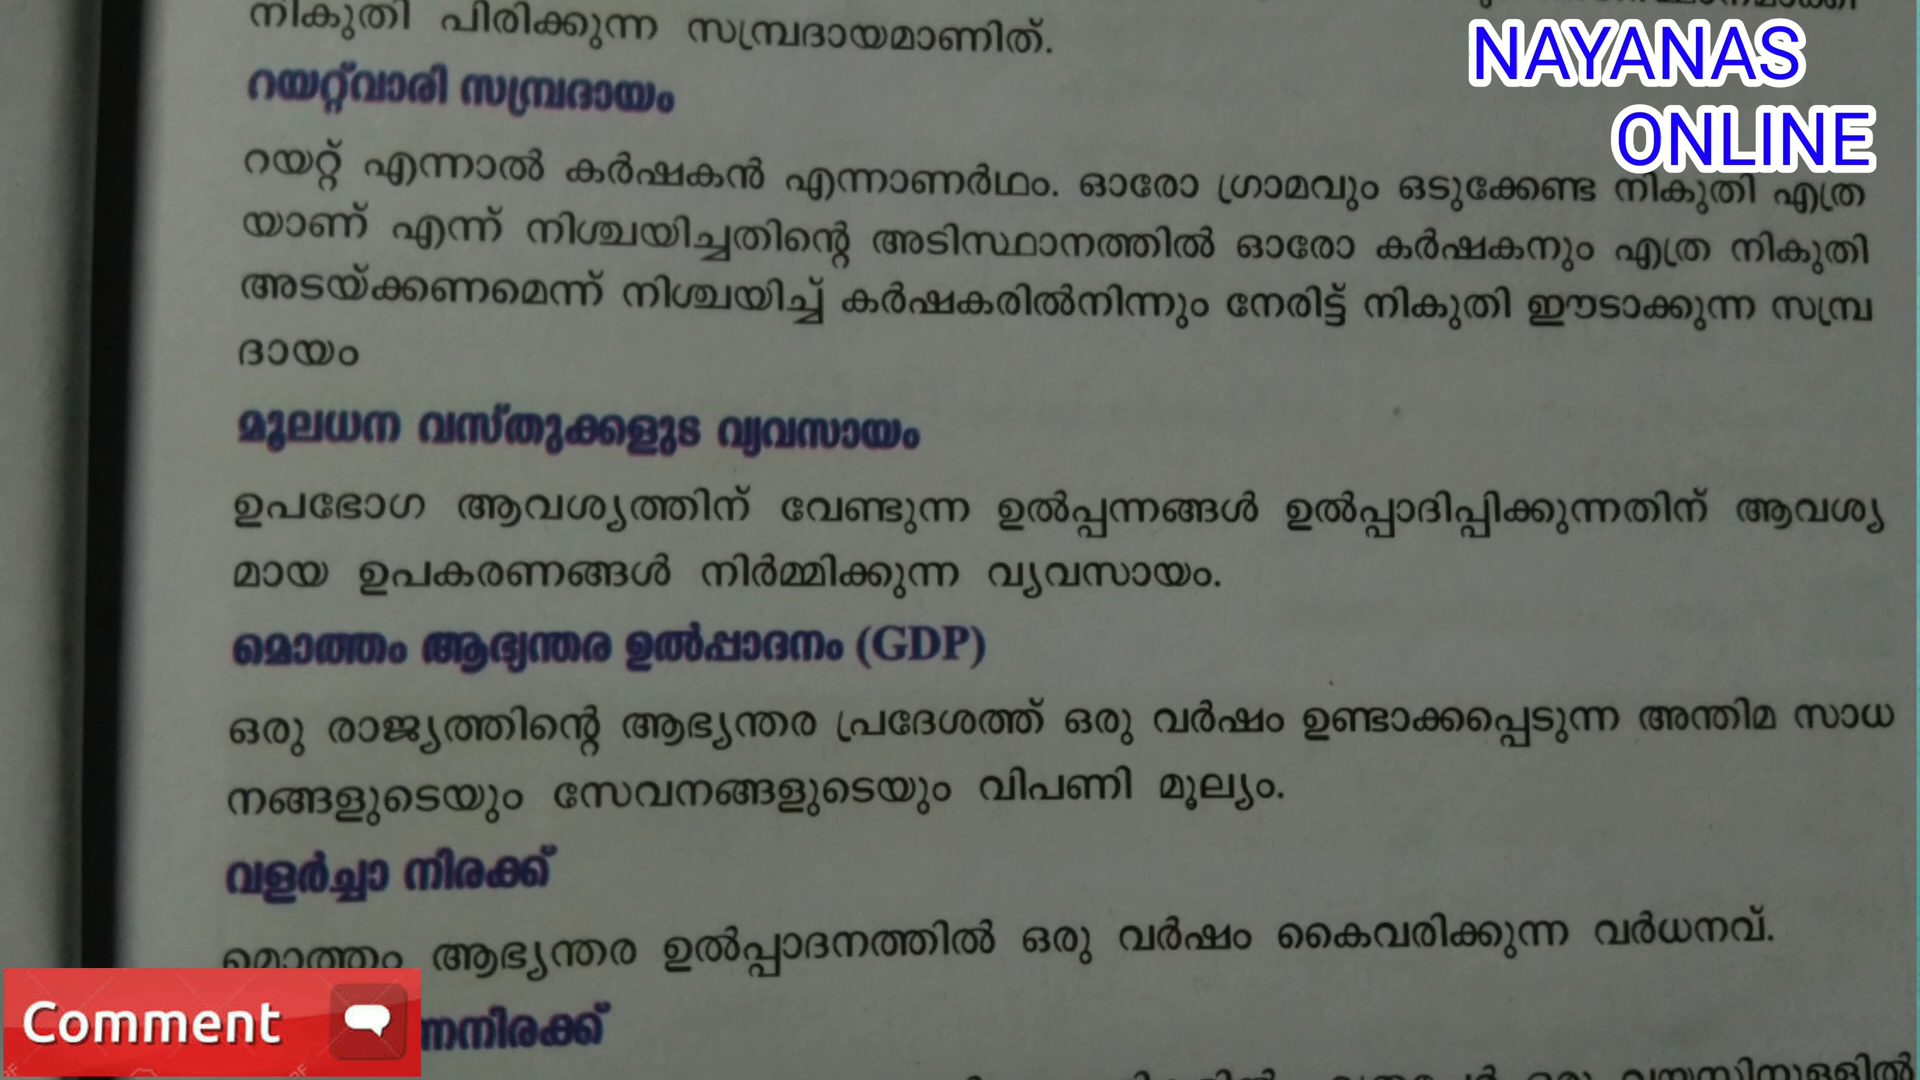 നികുതി പിരിക്കുന്ന സമ്പ്രദായമാണിത്.
NAYANAS
ONLINE
റയറ്റ്‌വാരി സമ്പ്രദായം
റയറ്റ് എന്നാൽ കർഷകൻ എന്നാണർഥം. ഓരോ ഗ്രാമവും ഒടുക്കേണ്ട നികുതി എത്ര
യാണ് എന്ന് നിശ്ചയിച്ചതിന്റെ അടിസ്ഥാനത്തിൽ ഓരോ കർഷകനും എത്ര നികുതി
അടയ്ക്കണമെന്ന് നിശ്ചയിച്ച് കർഷകരിൽനിന്നും നേരിട്ട് നികുതി ഈടാക്കുന്ന സമ്പ്ര
ദായം
മൂലധന വസ്തുക്കളുട വ്യവസായം
ഉപഭോഗ ആവശ്യത്തിന് വേണ്ടുന്ന ഉൽപ്പന്നങ്ങൾ ഉൽപ്പാദിപ്പിക്കുന്നതിന് ആവശ്യ
മായ ഉപകരണങ്ങൾ നിർമ്മിക്കുന്ന വ്യവസായം.
മൊത്തം ആഭ്യന്തര ഉൽപ്പാദനം (GDP)
ഒരു രാജ്യത്തിന്റെ ആഭ്യന്തര പ്രദേശത്ത് ഒരു വർഷം ഉണ്ടാക്കപ്പെടുന്ന അന്തിമ സാധ
നങ്ങളുടെയും സേവനങ്ങളുടെയും വിപണി മൂല്യം.
വളർച്ചാ നിരക്ക്
മൊത്തം ആഭ്യന്തര ഉൽപ്പാദനത്തിൽ ഒരു വർഷം കൈവരിക്കുന്ന വർധനവ്.
Comment
ണനിരക്ക്
ഒരു വയസ്സിനുള്ളിൽ